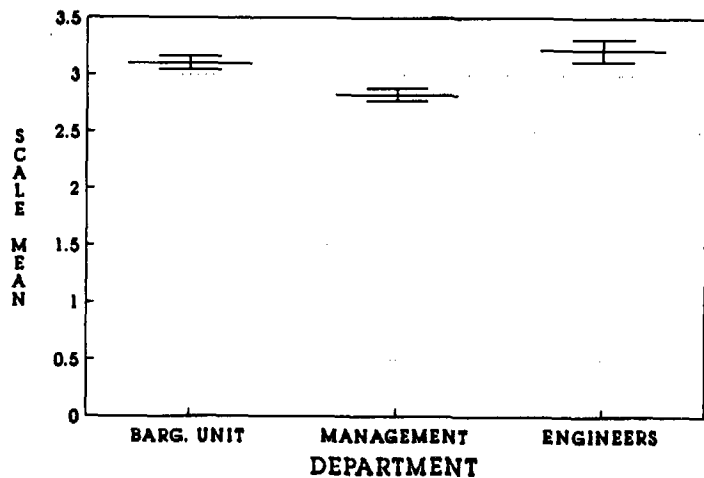 3.5
3
2.5
2
1.5
1
0.5
0
SCALE MEAN
BARG. UNIT MANAGEMENT ENGINEERS
DEPARTMENT